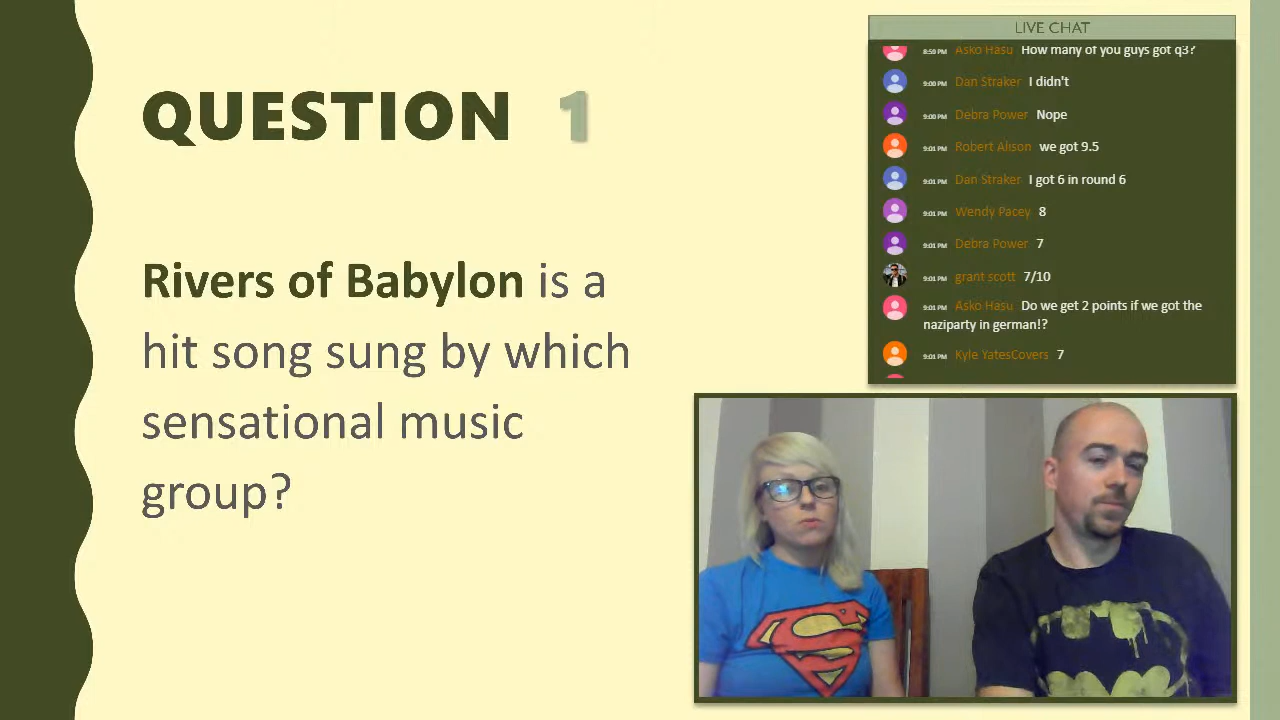 QUESTION 1
Rivers of Babylon is a
hit song sung by which
sensational music
group?
LIVE CHAT
8:59 PM Asko Hasu How many of you guys got q3?
9:00 PM Dan Straker I didn't
9:00 PM Debra Power Nope
9:01 PM Robert Alison we got 9.5
9:01 PM Dan Straker I got 6 in round 6
9:01 PM Wendy Pacey 8
9:01 PM Debra Power 7
9:01 PM grant scott 7/10
9:01 PM Asko Hasu Do we get 2 points if we got the
naziparty in german!?
9:01 PM Kyle YatesCovers 7